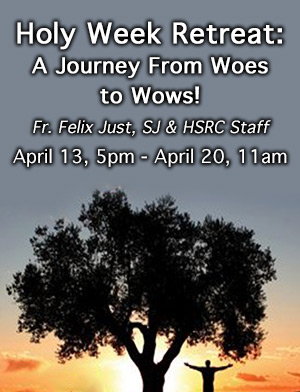 Holy Week Retreat:
A Journey From Woes
to Wows!
Fr. Felix Just, SJ & HSRC Staff
April 13, 5pm - April 20, 11am